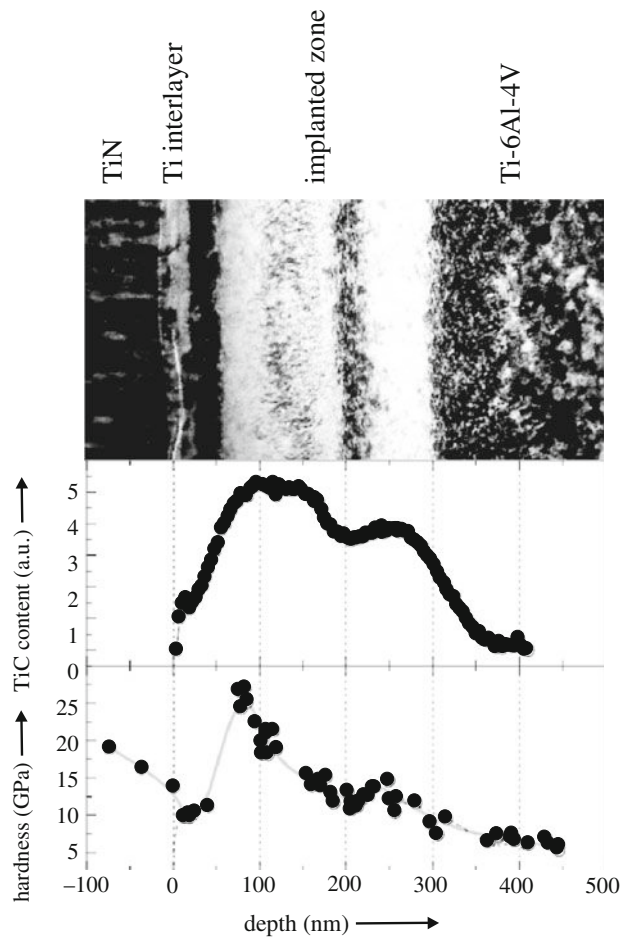 TiN
Ti interlayer
implanted zone
Ti-6Al-4V
TiC content (a.u.)
5
4
3
2
1
0
hardness (GPa)
25
20
15
10
5
−100
0
100
200
300
400
500
depth (nm)